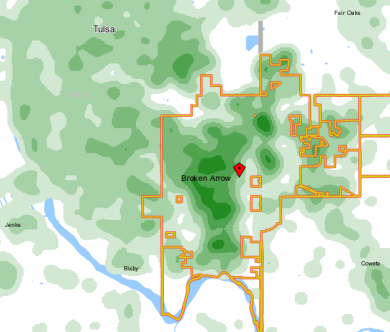 Fair Oaks
Tulsa
Broken Arrow
Jenks
Bixby
Coweta